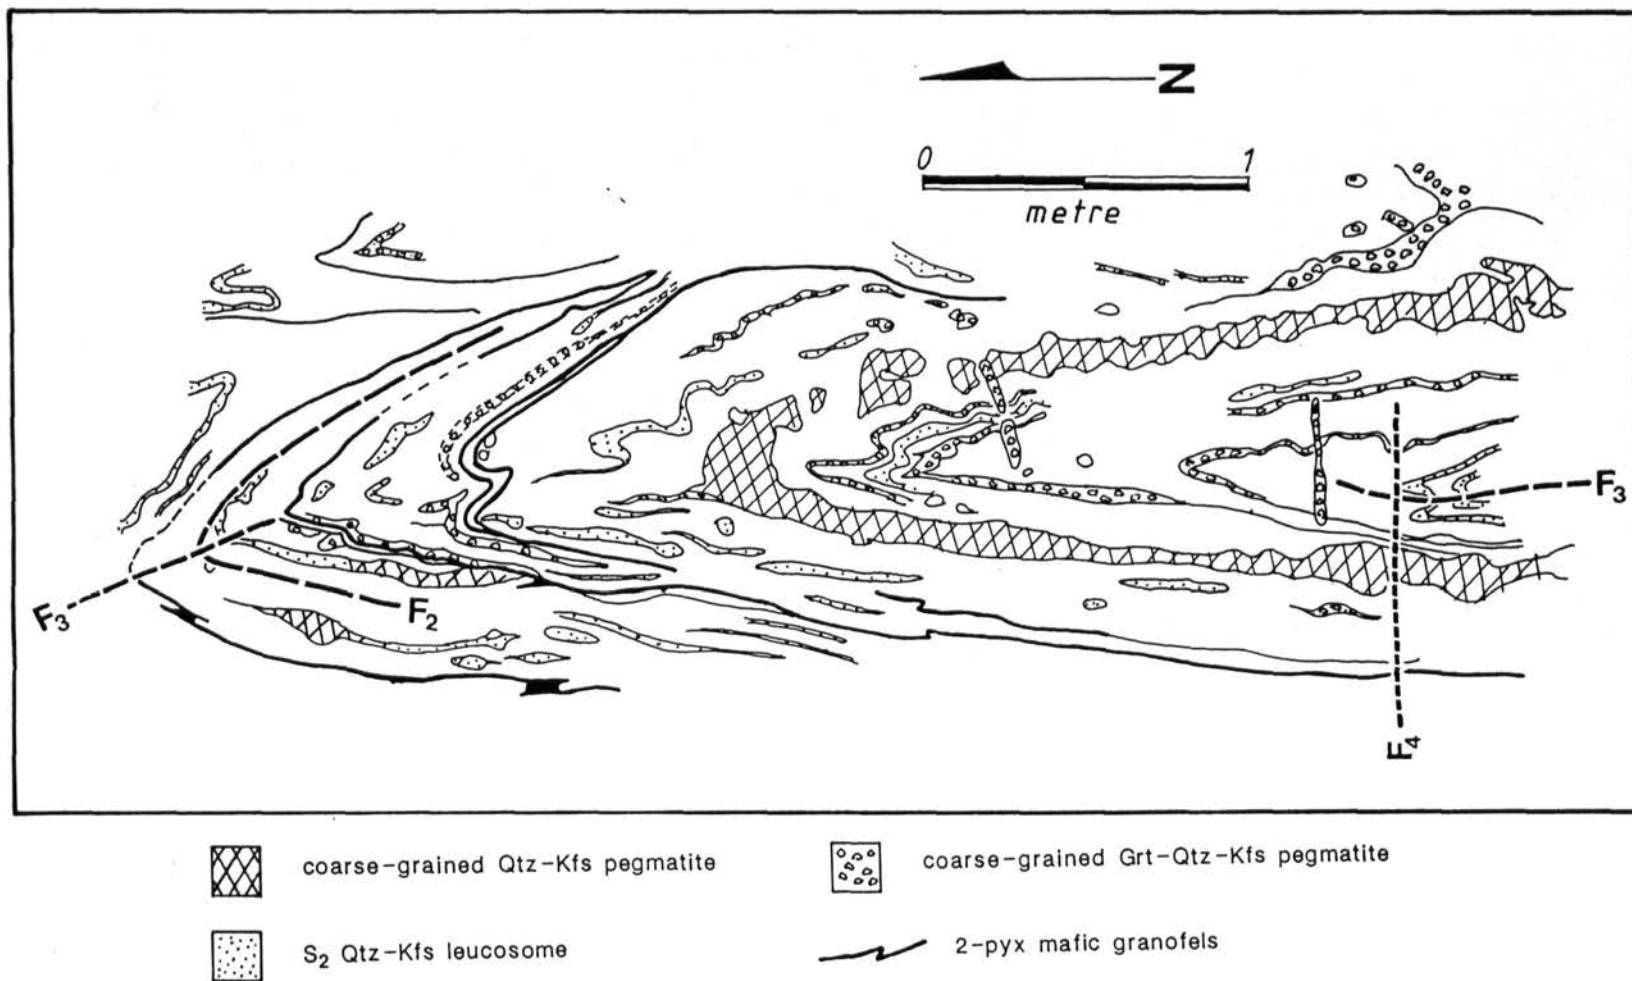 N
0 1
metre
F3
F3
F2
F4
coarse-grained Qtz-Kfs pegmatite
coarse-grained Grt-Qtz-Kfs pegmatite
S2 Qtz-Kfs leucosome
2-pyx mafic granofels